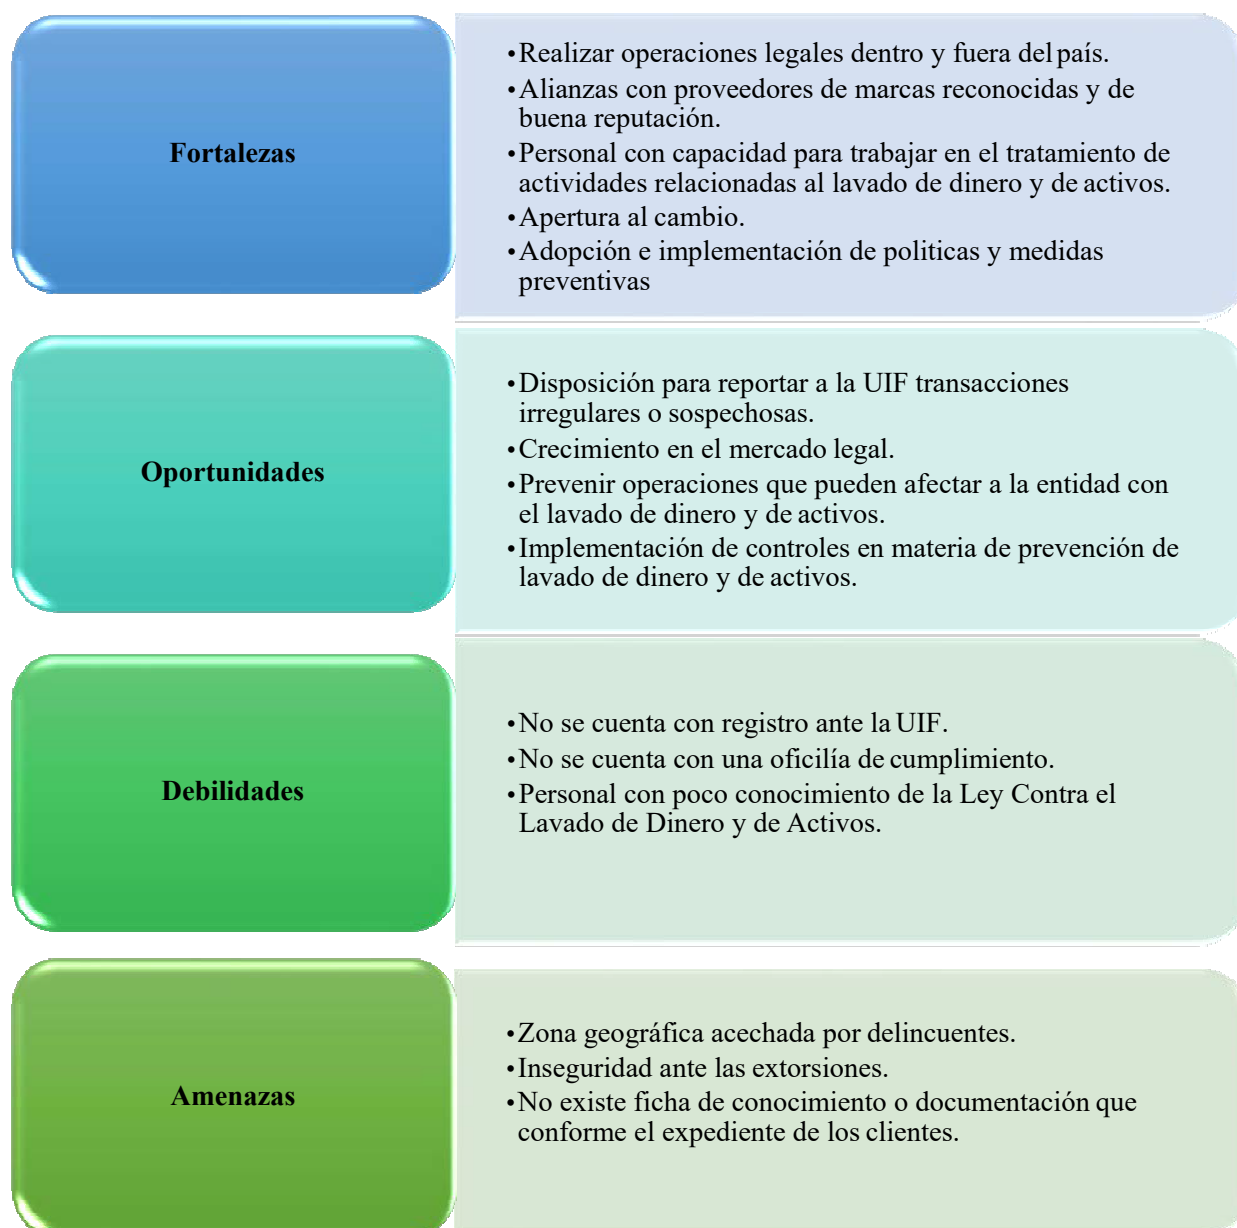 Fortalezas
•Realizar operaciones legales dentro y fuera del país.
•Alianzas con proveedores de marcas reconocidas y de
buena reputación.
•Personal con capacidad para trabajar en el tratamiento de
actividades relacionadas al lavado de dinero y de activos.
•Apertura al cambio.
•Adopción e implementación de politicas y medidas
preventivas
Oportunidades
•Disposición para reportar a la UIF transacciones
irregulares o sospechosas.
•Crecimiento en el mercado legal.
•Prevenir operaciones que pueden afectar a la entidad con
el lavado de dinero y de activos.
•Implementación de controles en materia de prevención de
lavado de dinero y de activos.
Debilidades
•No se cuenta con registro ante la UIF.
•No se cuenta con una oficilía de cumplimiento.
•Personal con poco conocimiento de la Ley Contra el
Lavado de Dinero y de Activos.
Amenazas
•Zona geográfica acechada por delincuentes.
•Inseguridad ante las extorsiones.
•No existe ficha de conocimiento o documentación que
conforme el expediente de los clientes.